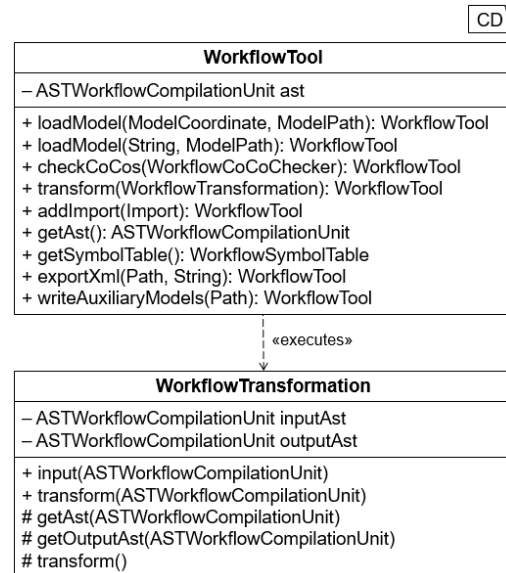 CD
WorkflowTool
– ASTWorkflowCompilationUnit ast
+ loadModel(ModelCoordinate, ModelPath): WorkflowTool
+ loadModel(String, ModelPath): WorkflowTool
+ checkCoCos(WorkflowCoCoChecker): WorkflowTool
+ transform(WorkflowTransformation): WorkflowTool
+ addImport(Import): WorkflowTool
+ getAst(): ASTWorkflowCompilationUnit
+ getSymbolTable(): WorkflowSymbolTable
+ exportXml(Path, String): WorkflowTool
+ writeAuxiliaryModels(Path): WorkflowTool
«executes»
WorkflowTransformation
– ASTWorkflowCompilationUnit inputAst
– ASTWorkflowCompilationUnit outputAst
+ input(ASTWorkflowCompilationUnit)
+ transform(ASTWorkflowCompilationUnit)
# getAst(ASTWorkflowCompilationUnit)
# getOutputAst(ASTWorkflowCompilationUnit)
# transform()